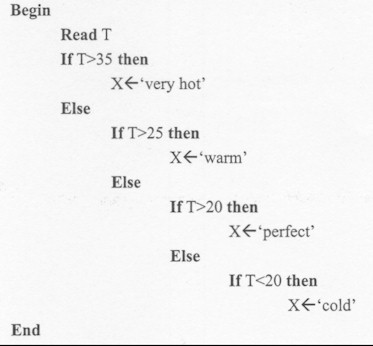 Begin
Read T
If T>35 then
X←‘very hot’
Else
If T>25 then
X←‘warm’
Else
If T>20 then
X←‘perfect’
Else
If T<20 then
X←‘cold’
End